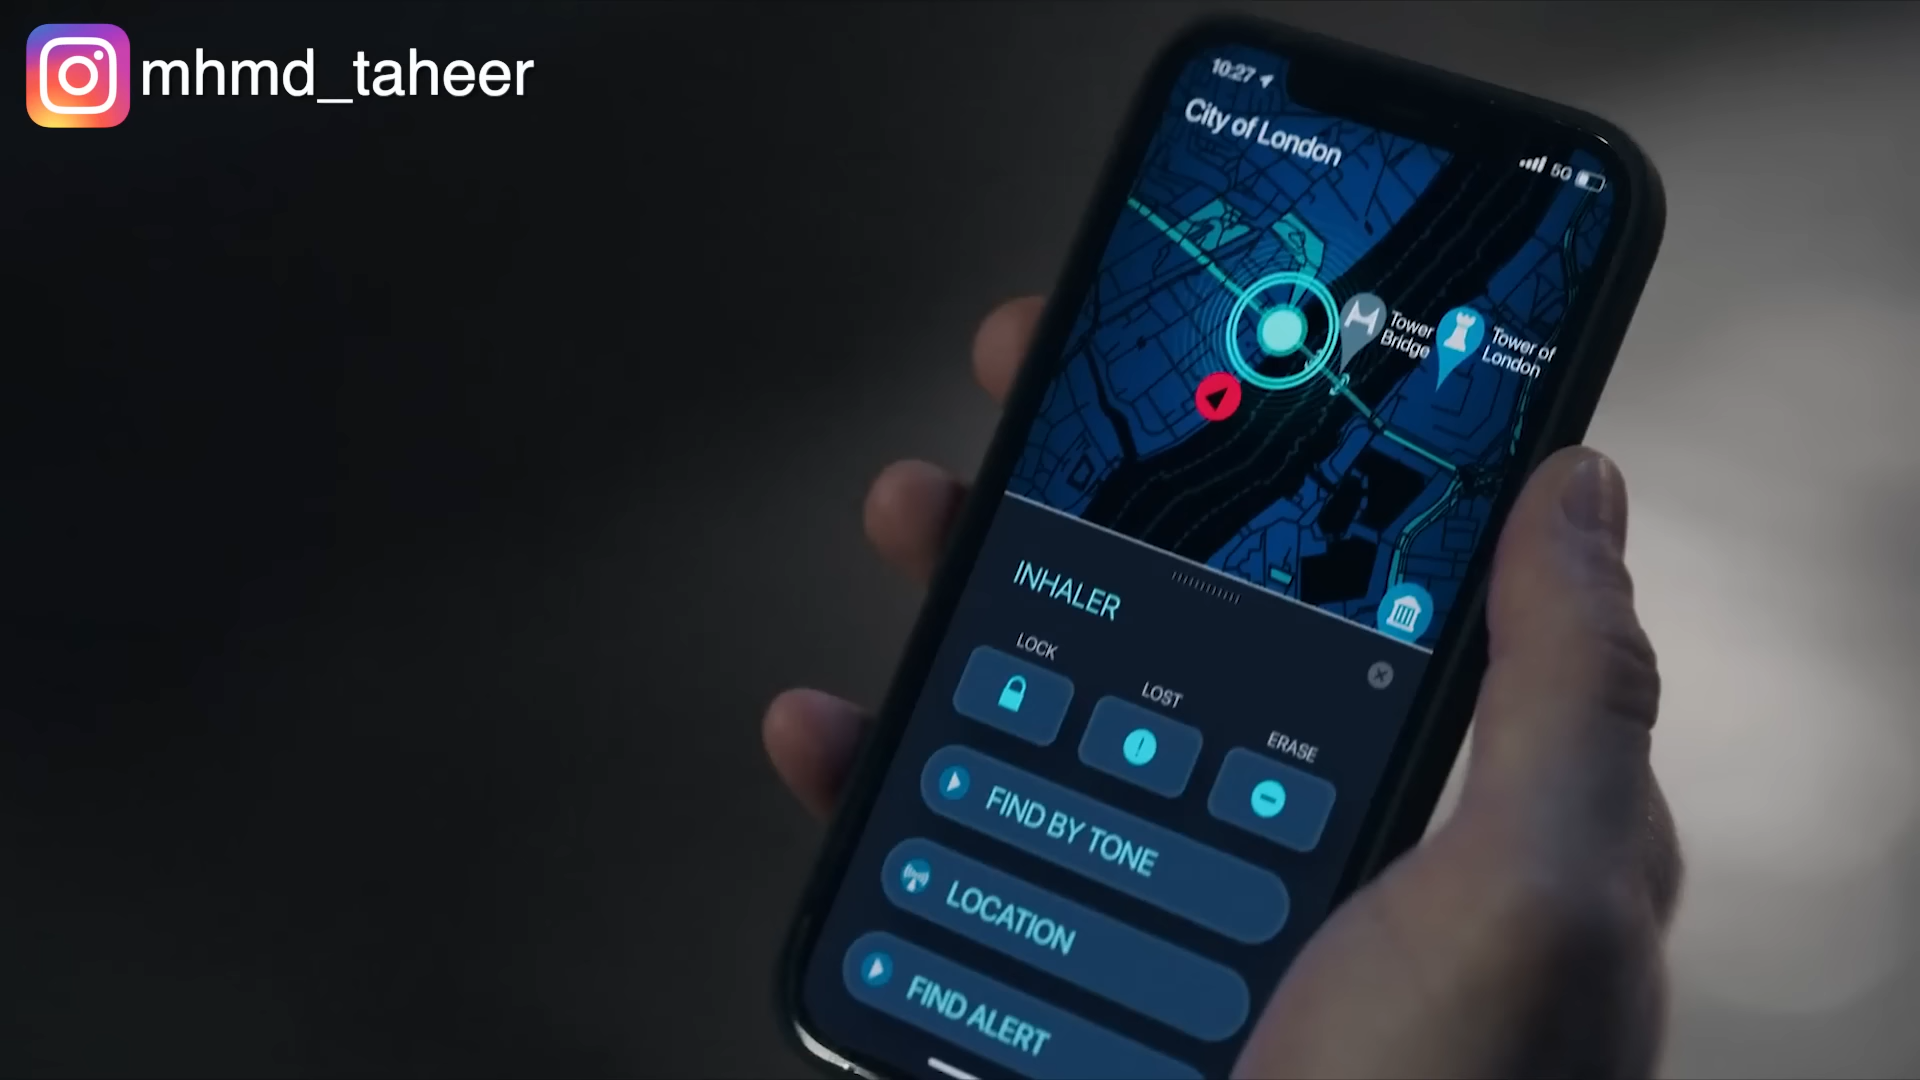 mhmd_taheer
10:27
5G
City of London
Tower
Bridge
Tower of
London
INHALER
LOCK
LOST
ERASE
FIND BY TONE
LOCATION
FIND ALERT